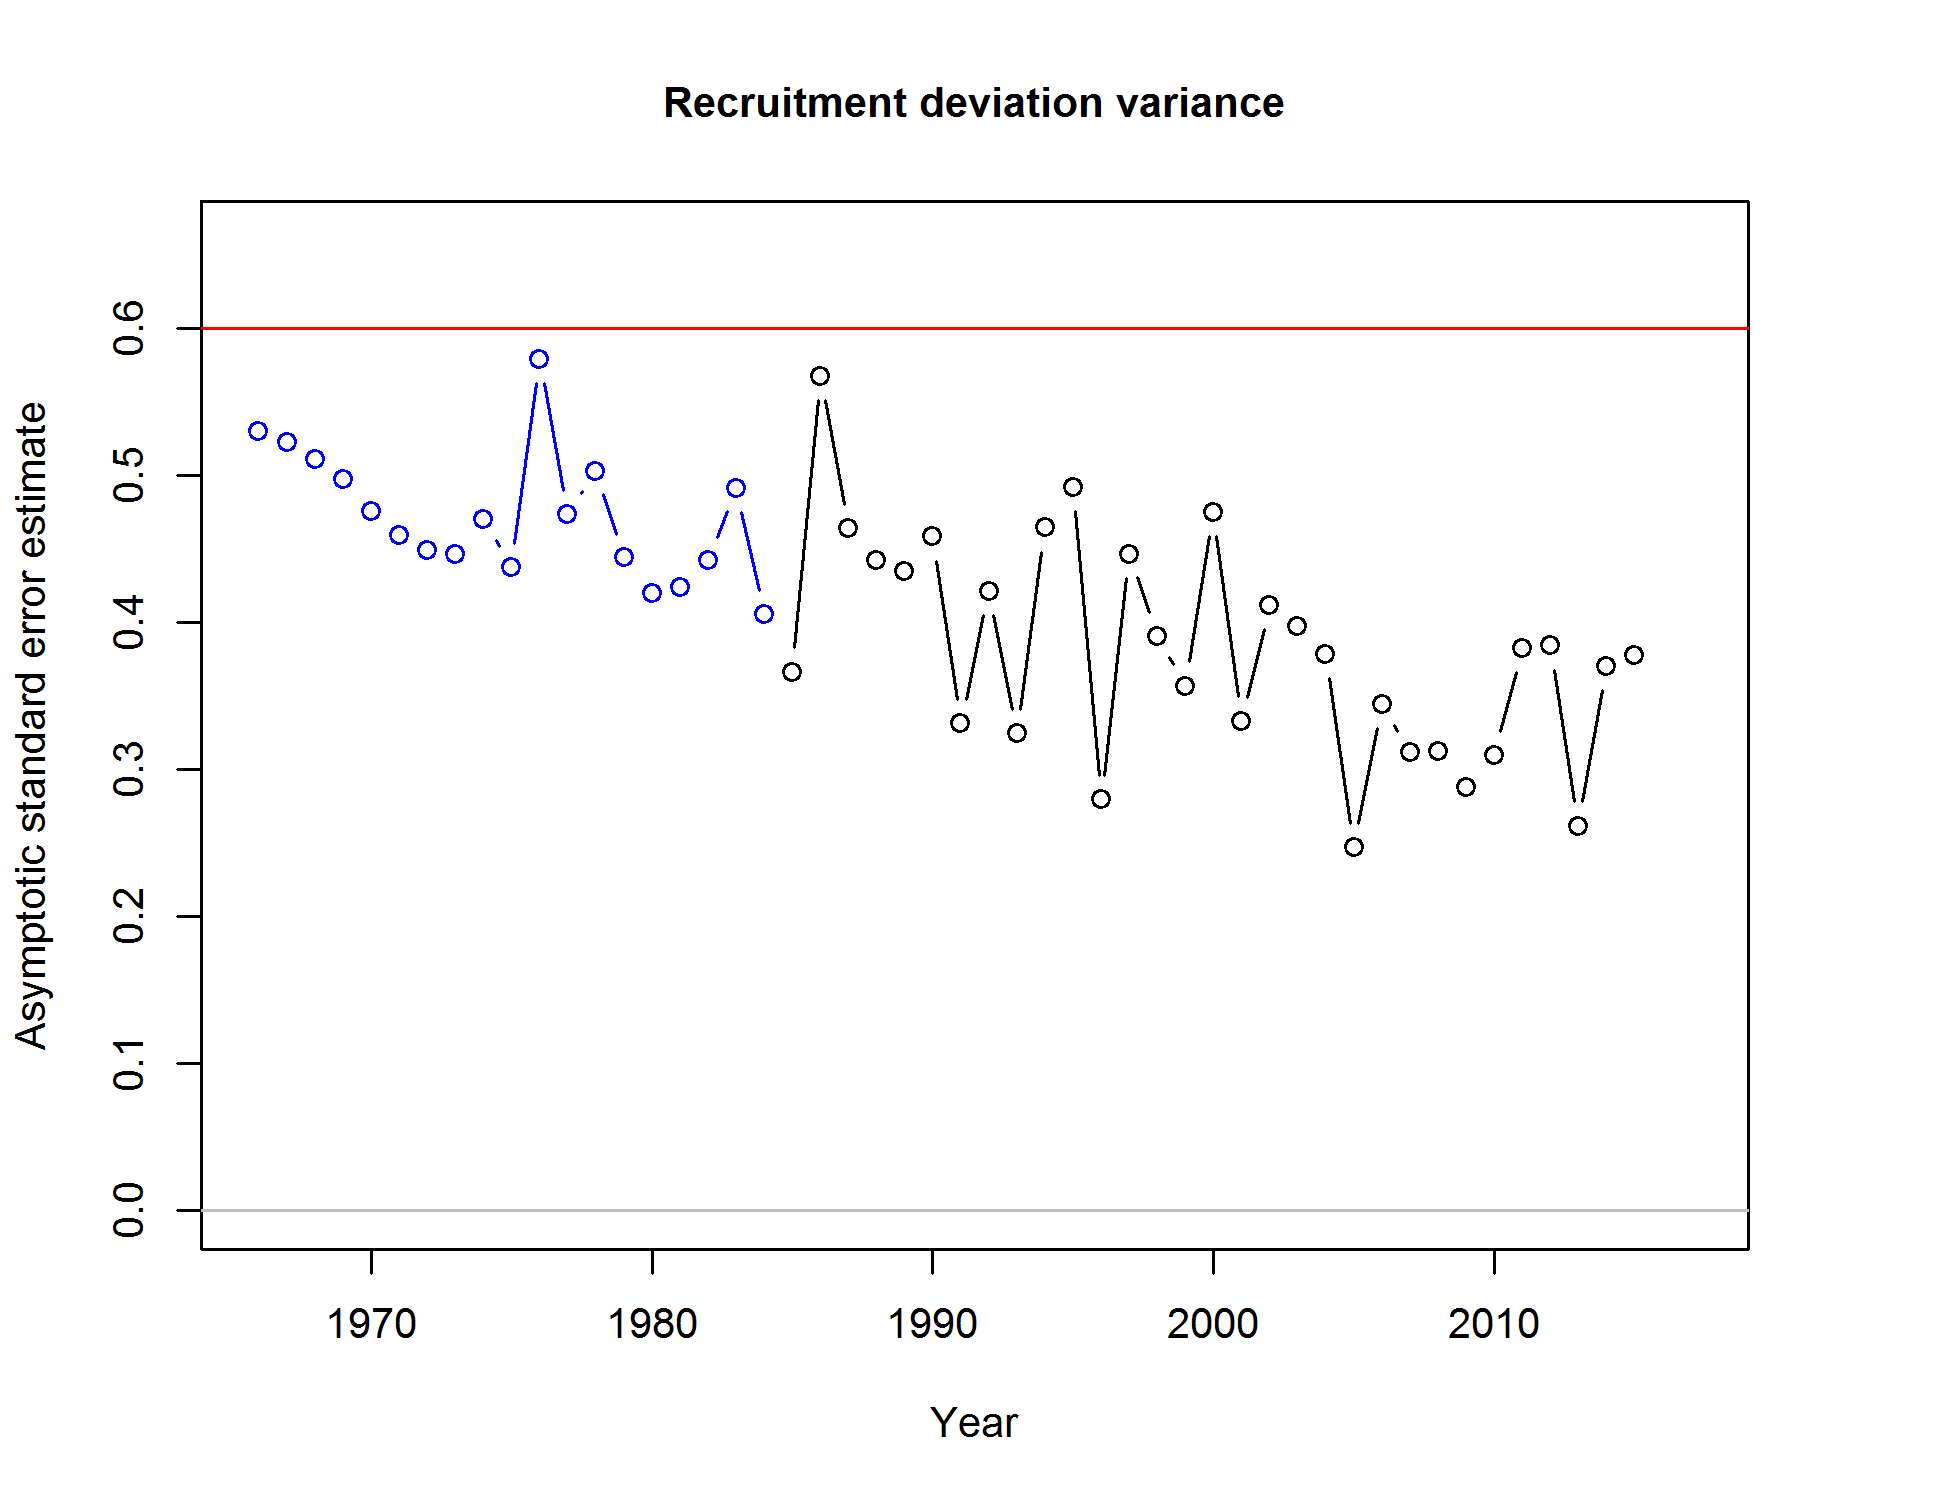 Recruitment deviation variance
Asymptotic standard error estimate
0.6
0.5
0.4
0.3
0.2
0.1
0.0
1970 1980 1990 2000 2010
Year